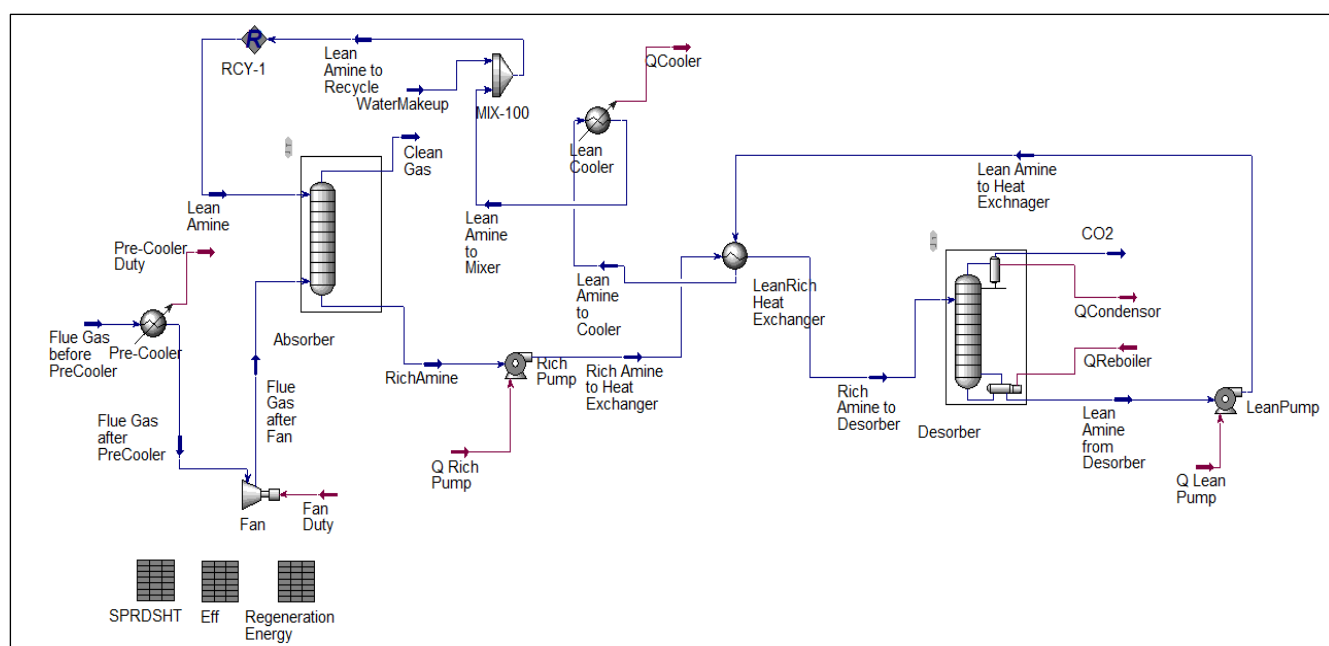 R
RCY-1
Lean
Amine to
Recycle
WaterMakeup
MIX-100
QCooler
Lean
Cooler
Clean
Gas
Lean
Amine
Lean
Amine
to
Mixer
Lean Amine
to Heat
Exchnager
Pre-Cooler
Duty
CO2
Lean
Amine
to
Cooler
LeanRich
Heat
Exchanger
QCondensor
Flue Gas
before
PreCooler
Pre-Cooler
Absorber
QReboiler
RichAmine
Rich
Pump
Rich Amine
to Heat
Exchanger
Flue
Gas
after
Fan
Rich
Amine to
Desorber
Desorber
Lean
Amine
from
Desorber
LeanPump
Flue Gas
after
PreCooler
Q Rich
Pump
Q Lean
Pump
Fan
Fan
Duty
SPRDSHT
Eff
Regeneration
Energy